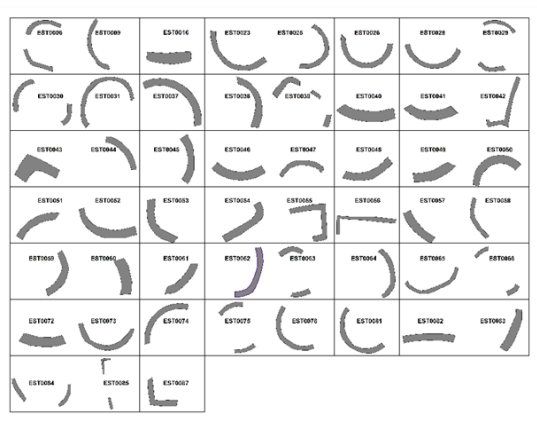 EST0006 EST0009 EST0016 EST0023 EST0025 EST0026 EST0028 EST0029
EST0030 EST0031 EST0037 EST0038 EST0039 EST0040 EST0041 EST0042
EST0043 EST0044 EST0045 EST0046 EST0047 EST0048 EST0049 EST0050
EST0051 EST0052 EST0053 EST0054 EST0055 EST0056 EST0057 EST0058
EST0059 EST0060 EST0061 EST0062 EST0063 EST0064 EST0065 EST0066
EST0072 EST0073 EST0074 EST0075 EST0081 EST0082 EST0083
EST0084 EST0085 EST0087